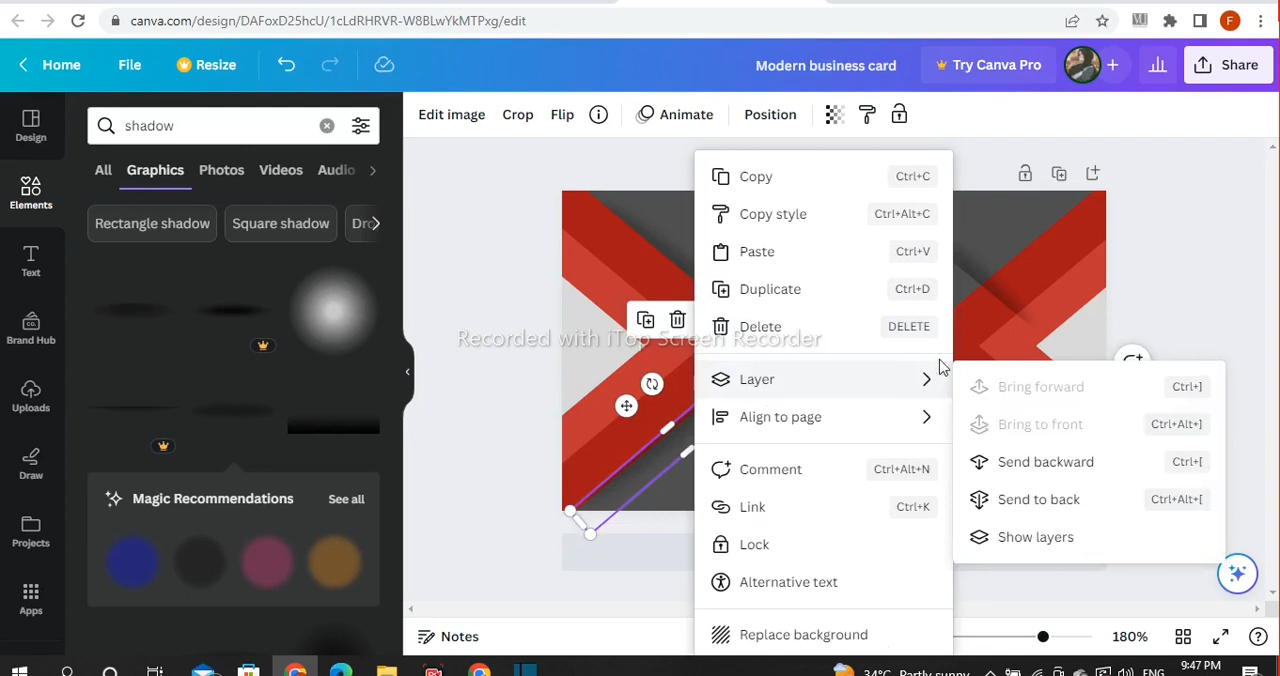 canva.com/design/DAFoxD25hcU/1cLdRHRVR-W8BLwYkMTPxg/edit
F
Home File Resize Modern business card Try Canva Pro Share
Design
Elements
Text
Brand Hub
Uploads
Draw
Projects
Apps
shadow
All Graphics Photos Videos Audio
Rectangle shadow Square shadow
Magic Recommendations See all
Edit image Crop Flip Animate Position
Copy Ctrl+C
Copy style Ctrl+Alt+C
Paste Ctrl+V
Duplicate Ctrl+D
Delete DELETE
Recorded with iTop Screen Recorder
Layer
Align to page
Comment Ctrl+Alt+N
Link Ctrl+K
Lock
Alternative text
Replace background
Bring forward Ctrl+]
Bring to front Ctrl+Alt+]
Send backward Ctrl+[
Send to back Ctrl+Alt+[
Show layers
Notes 180%
34°C Partly sunny ENG 9:47 PM